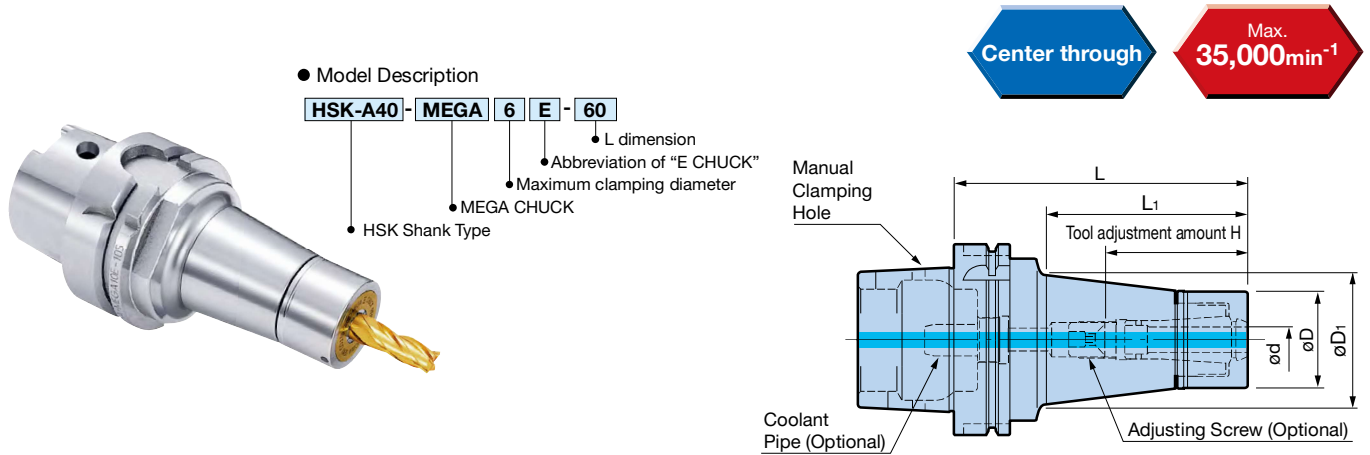 Center through
Max.
35,000min-1
● Model Description
HSK-A40 - MEGA 6 E - 60
L dimension
Abbreviation of “E CHUCK”
Maximum clamping diameter
MEGA CHUCK
HSK Shank Type
MEGA10E-105
Manual
Clamping
Hole
L
L1
Tool adjustment amount H
ød
øD
øD1
Coolant
Pipe (Optional)
Adjusting Screw (Optional)